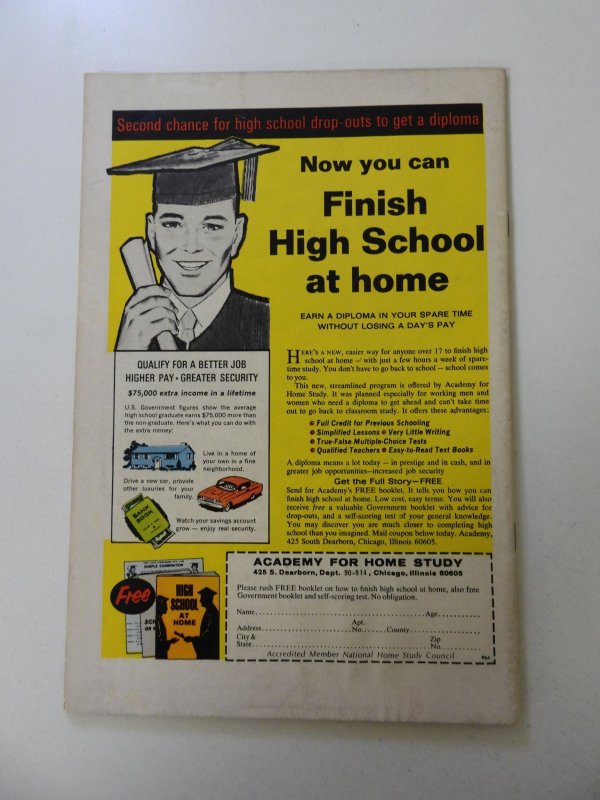 Second chance for high school drop-outs to get a diploma
Now you can
Finish
High School
at home
EARN A DIPLOMA IN YOUR SPARE TIME
WITHOUT LOSING A DAY'S PAY
QUALIFY FOR A BETTER JOB
HIGHER PAY • GREATER SECURITY
$75,000 extra income in a lifetime
U.S. Government figures show the average
high school graduate earns $75,000 more than
the non-graduate. Here's what you can do with
the extra money:
Live in a home of
your own in a fine
neighborhood.
Drive a new car, provide
other luxuries for your
family.
BANK
BOOK
Watch your savings account
grow — enjoy real security.
HERE'S A NEW, easier way for anyone over 17 to finish high
school at home — with just a few hours a week of spare-
time study. You don't have to go back to school — school comes
to you.
This new, streamlined program is offered by Academy for
Home Study. It was planned especially for working men and
women who need a diploma to get ahead and can't take time
out to go back to classroom study. It offers these advantages:
• Full Credit for Previous Schooling
• Simplified Lessons • Very Little Writing
• True-False Multiple-Choice Tests
• Qualified Teachers • Easy-to-Read Text Books
A diploma means a lot today — in prestige and in cash, and in
greater job opportunities—increased job security
Get the Full Story—FREE
Send for Academy's FREE booklet. It tells you how you can
finish high school at home. Low cost, easy terms. You will also
receive free a valuable Government booklet with advice for
drop-outs, and a self-scoring test of your general knowledge.
You may discover you are much closer to completing high
school than you imagined. Mail coupon below today. Academy,
425 South Dearborn, Chicago, Illinois 60605.
Free
SAMPLE EXAMINATION
HIGH
SCHOOL
AT
HOME
ACADEMY FOR HOME STUDY
425 S. Dearborn, Dept. 90-914, Chicago, Illinois 60605
Please rush FREE booklet on how to finish high school at home, also free
Government booklet and self-scoring test. No obligation.
Name Age
Address Apt. No. County
City & State Zip No.
Accredited Member National Home Study Council